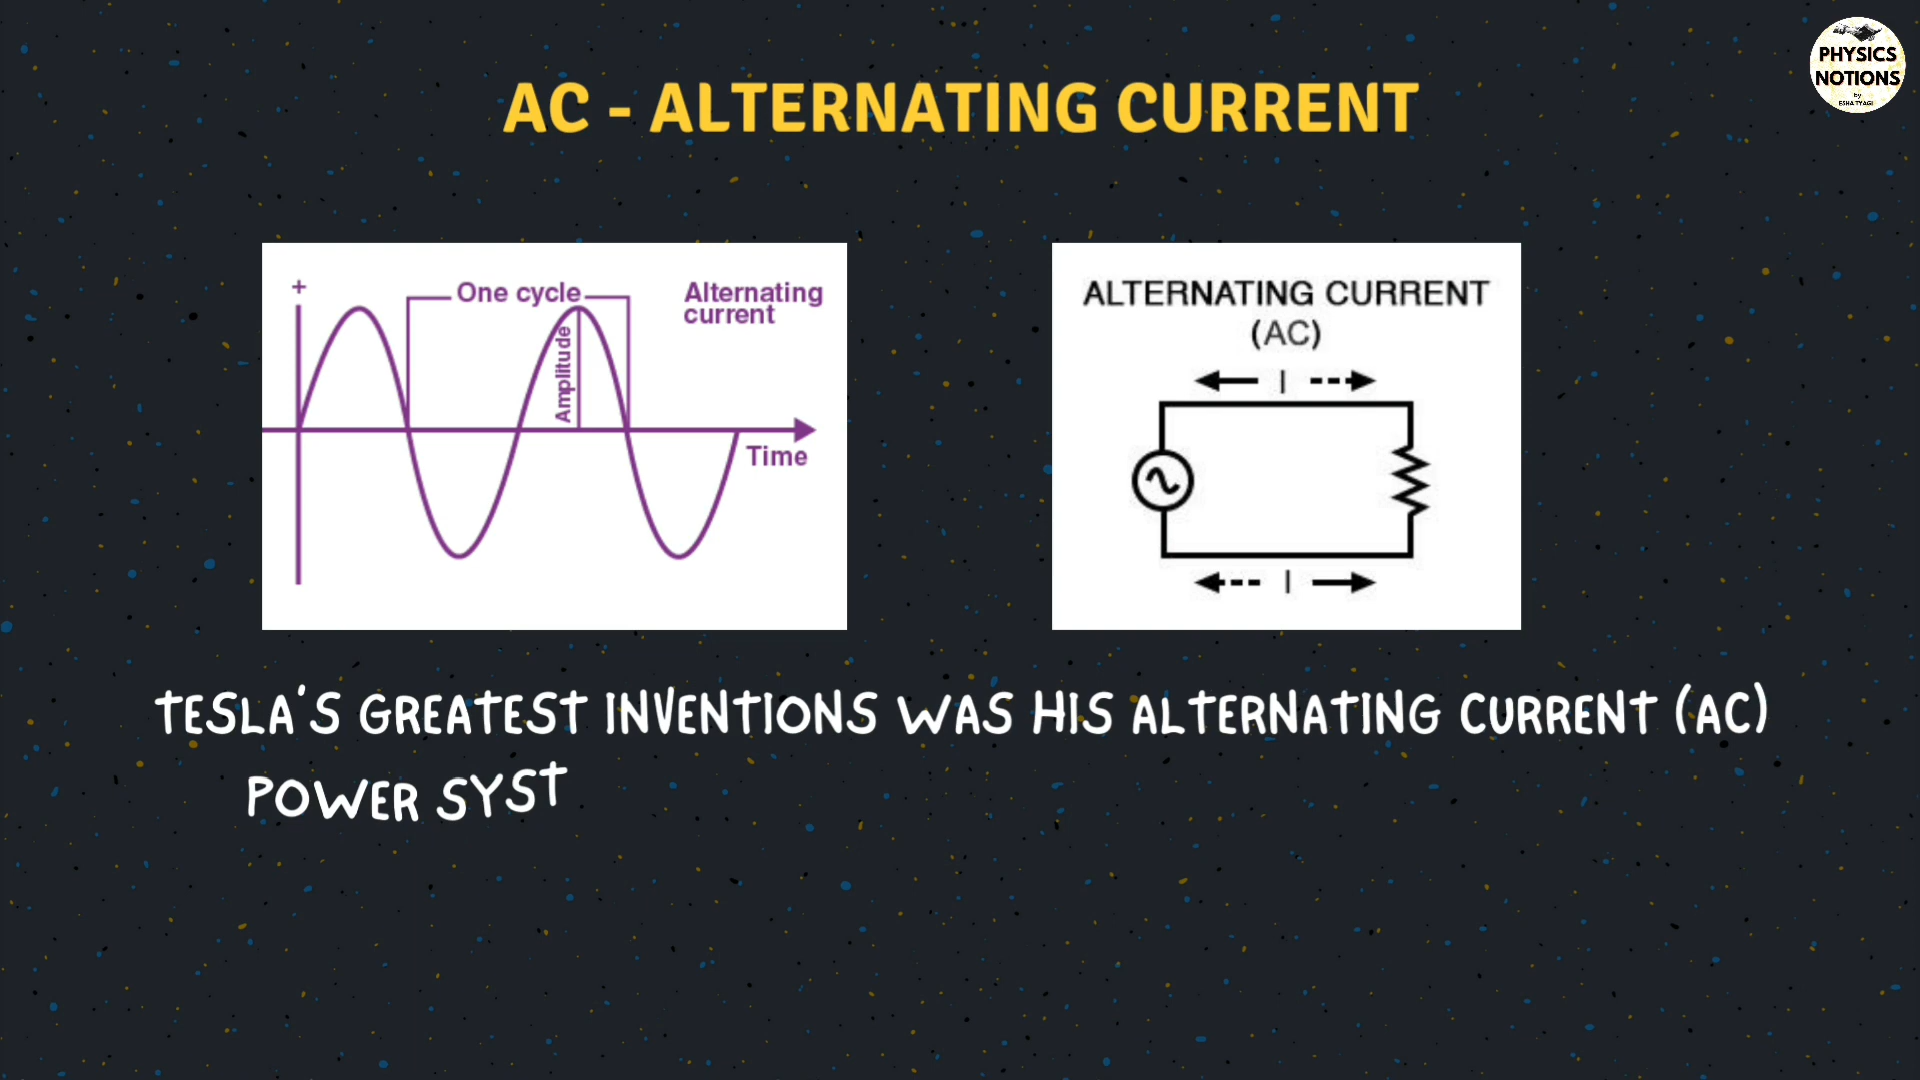 PHYSICS
NOTIONS
by
ESHA TYAGI
AC - ALTERNATING CURRENT
+
One cycle
Alternating
current
Amplitude
Time
ALTERNATING CURRENT
(AC)
I
I
TESLA'S GREATEST INVENTIONS WAS HIS ALTERNATING CURRENT (AC)
POWER SYST